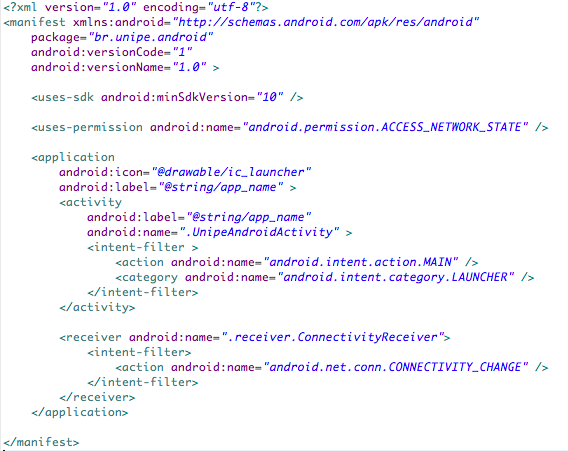 <?xml version="1.0" encoding="utf-8"?>
<manifest xmlns:android="http://schemas.android.com/apk/res/android"
    package="br.unipe.android"
    android:versionCode="1"
    android:versionName="1.0" >

    <uses-sdk android:minSdkVersion="10" />

    <uses-permission android:name="android.permission.ACCESS_NETWORK_STATE" />

    <application
        android:icon="@drawable/ic_launcher"
        android:label="@string/app_name" >
        <activity
            android:label="@string/app_name"
            android:name=".UnipeAndroidActivity" >
            <intent-filter >
                <action android:name="android.intent.action.MAIN" />
                <category android:name="android.intent.category.LAUNCHER" />
            </intent-filter>
        </activity>

        <receiver android:name=".receiver.ConnectivityReceiver">
            <intent-filter>
                <action android:name="android.net.conn.CONNECTIVITY_CHANGE" />
            </intent-filter>
        </receiver>
    </application>

</manifest>